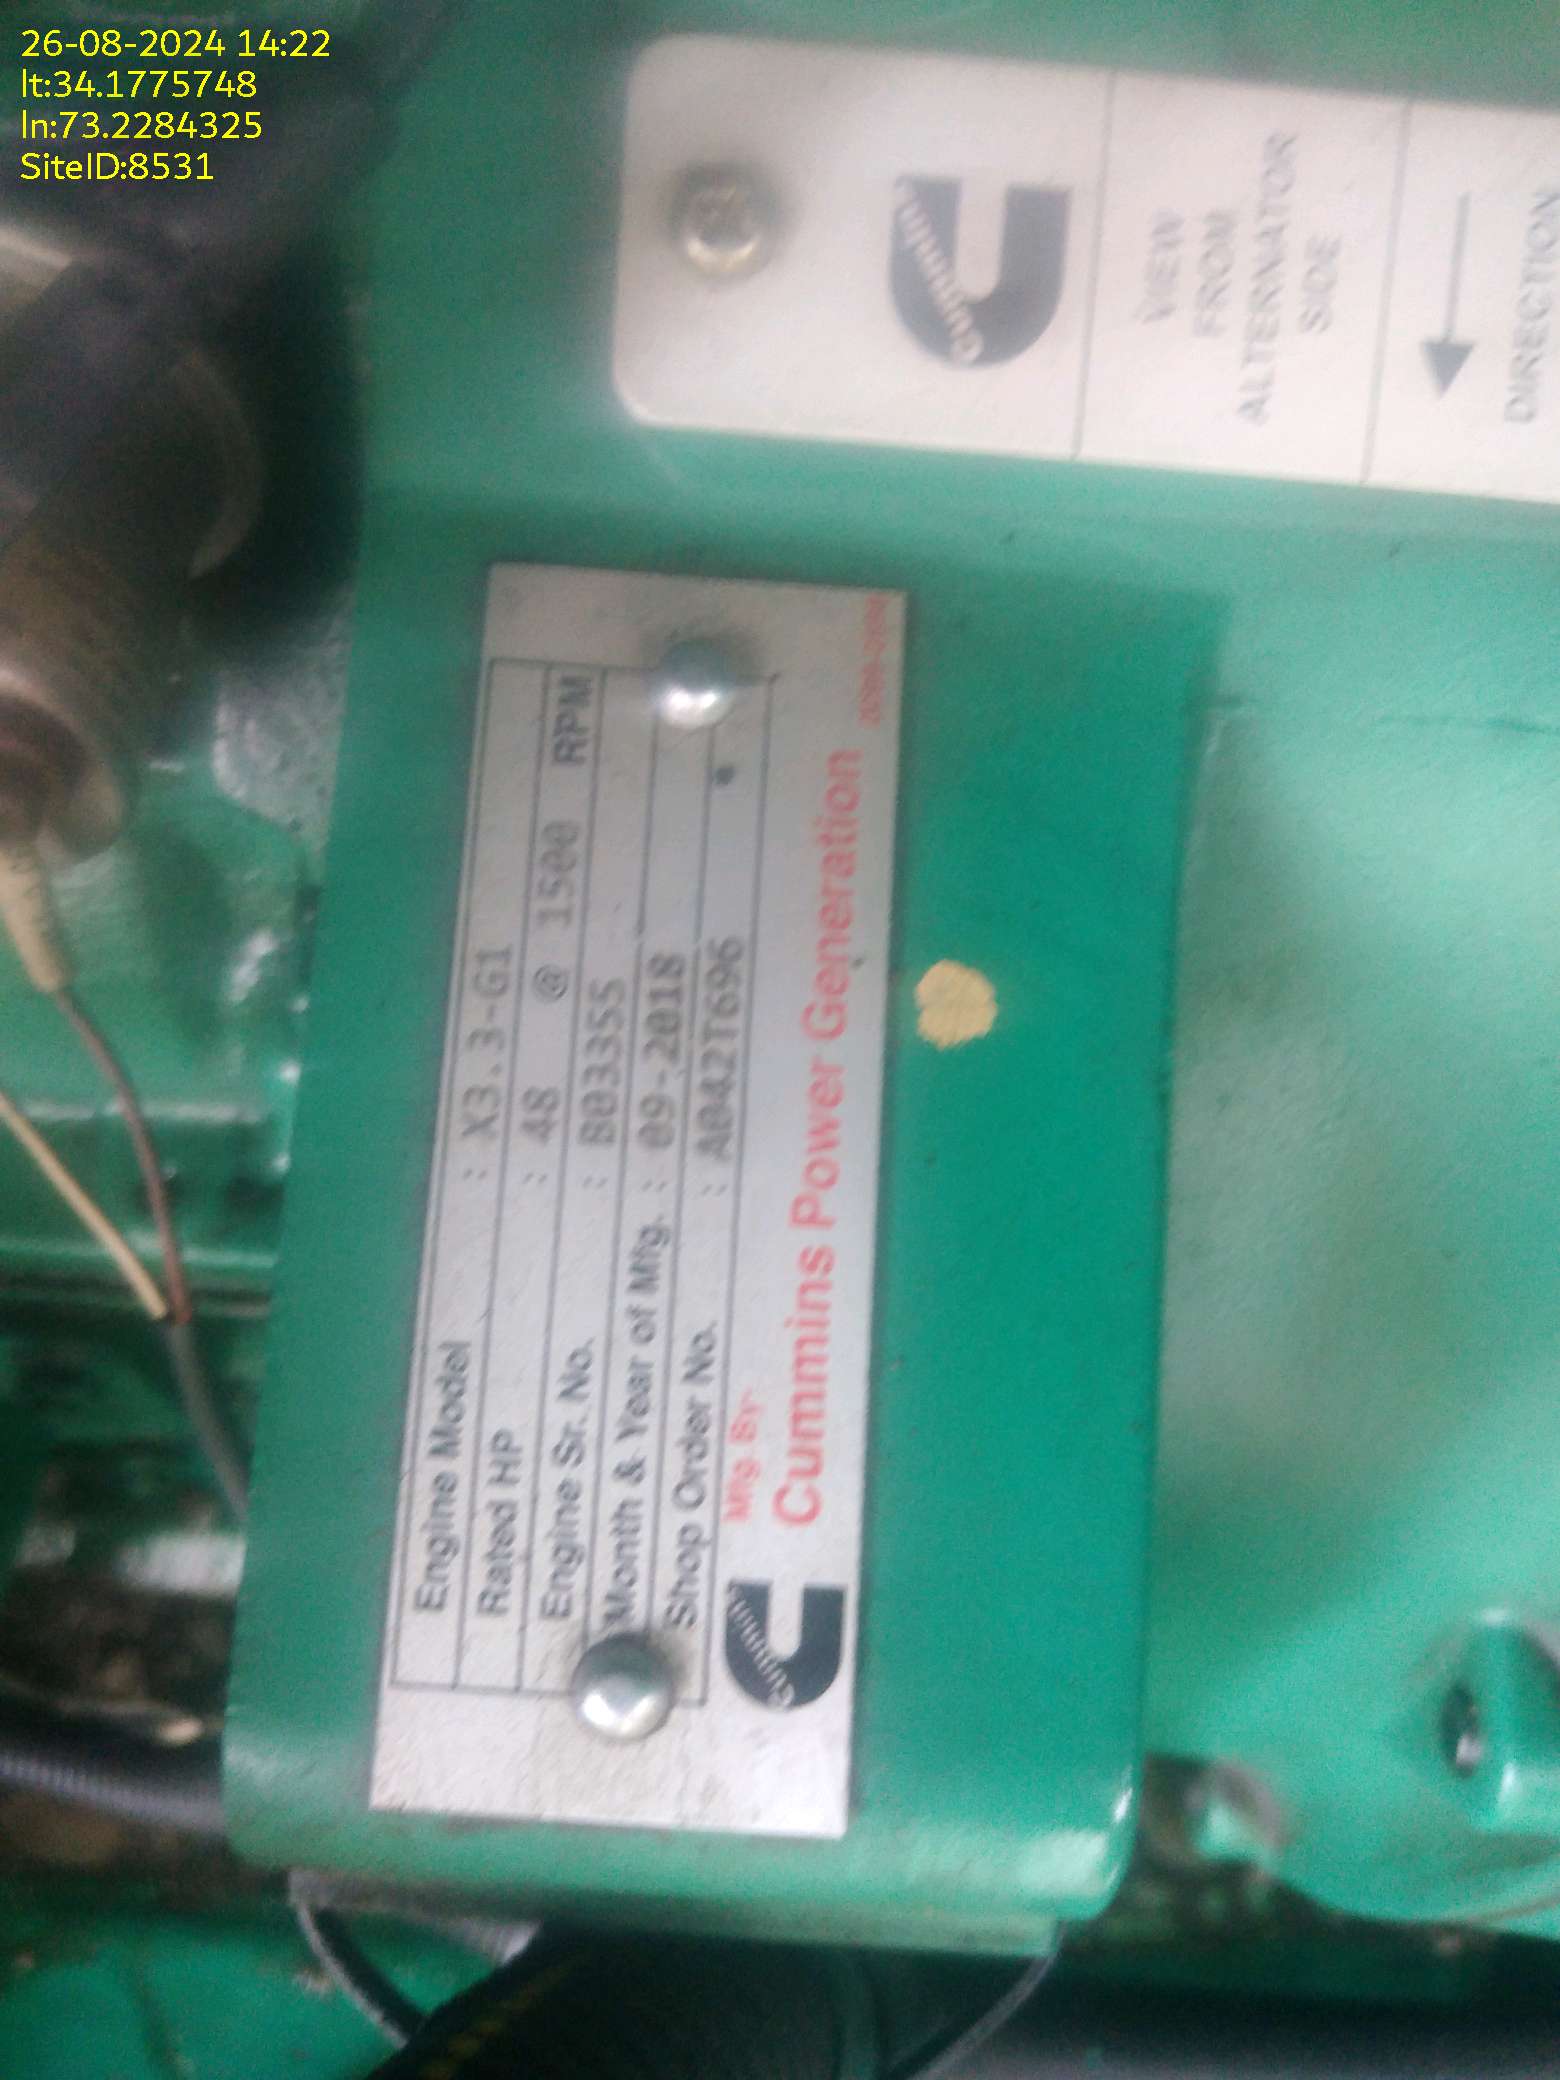 26-08-2024 14:22
lt:34.1775748
ln:73.2284325
SiteID:8531
Cummins
VIEW
FROM
ALTERNATOR
SIDE
DIRECTION
Engine Model : X3.3-G1
Rated HP : 48 @ 1500 RPM
Engine Sr. No. : B03355
Month & Year of Mfg. : 09-2018
Shop Order No. : A042T696
Mfg. By:
Cummins Power Generation
Cummins